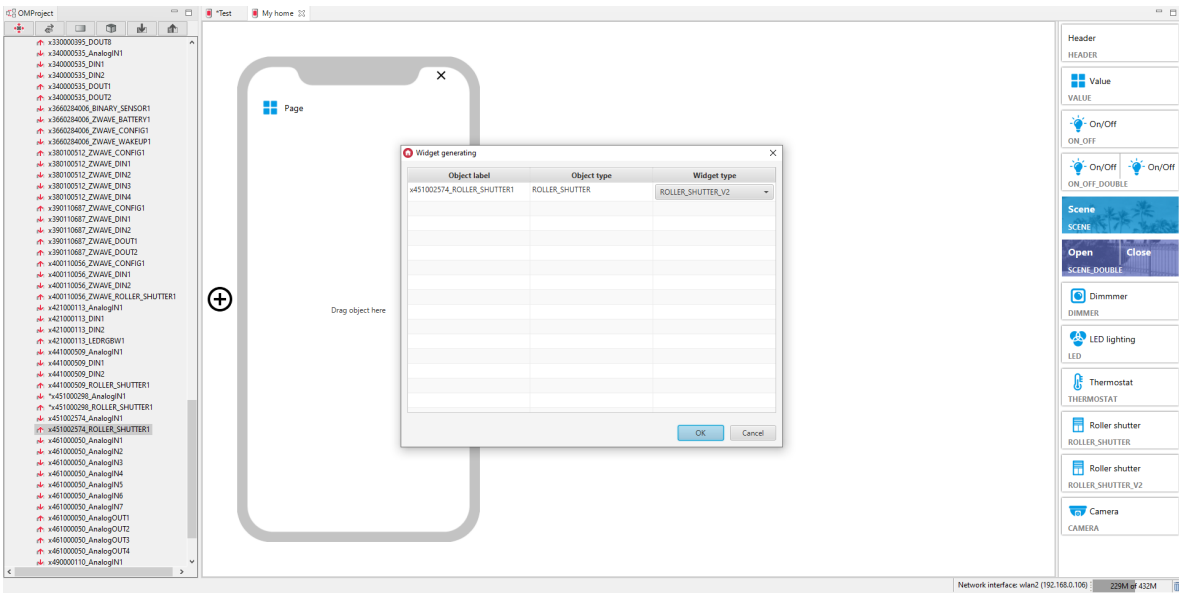 OMProject
x330000395_DOUT8
x340000535_AnalogIN1
x340000535_DIN1
x340000535_DIN2
x340000535_DOUT1
x340000535_DOUT2
x3660284006_BINARY_SENSOR1
x3660284006_ZWAVE_BATTERY1
x3660284006_ZWAVE_CONFIG1
x3660284006_ZWAVE_WAKEUP1
x380100512_ZWAVE_CONFIG1
x380100512_ZWAVE_DIN1
x380100512_ZWAVE_DIN2
x380100512_ZWAVE_DIN3
x380100512_ZWAVE_DIN4
x390110687_ZWAVE_CONFIG1
x390110687_ZWAVE_DIN1
x390110687_ZWAVE_DIN2
x390110687_ZWAVE_DOUT1
x390110687_ZWAVE_DOUT2
x400110056_ZWAVE_CONFIG1
x400110056_ZWAVE_DIN1
x400110056_ZWAVE_DIN2
x400110056_ZWAVE_ROLLER_SHUTTER1
x421000113_AnalogIN1
x421000113_DIN1
x421000113_DIN2
x421000113_LEDRGBW1
x441000509_AnalogIN1
x441000509_DIN1
x441000509_DIN2
x441000509_ROLLER_SHUTTER1
*x451000298_AnalogIN1
*x451000298_ROLLER_SHUTTER1
x451002574_AnalogIN1
x451002574_ROLLER_SHUTTER1
x461000050_AnalogIN1
x461000050_AnalogIN2
x461000050_AnalogIN3
x461000050_AnalogIN4
x461000050_AnalogIN5
x461000050_AnalogIN6
x461000050_AnalogIN7
x461000050_AnalogOUT1
x461000050_AnalogOUT2
x461000050_AnalogOUT3
x461000050_AnalogOUT4
x490000110_AnalogIN1
*Test My home
Page
Drag object here
Widget generating
Object label Object type Widget type
x451002574_ROLLER_SHUTTER1 ROLLER_SHUTTER ROLLER_SHUTTER_V2
OK Cancel
Header
HEADER
Value
VALUE
On/Off
ON_OFF
On/Off On/Off
ON_OFF_DOUBLE
Scene
SCENE
Open Close
SCENE_DOUBLE
Dimmmer
DIMMER
LED lighting
LED
Thermostat
THERMOSTAT
Roller shutter
ROLLER_SHUTTER
Roller shutter
ROLLER_SHUTTER_V2
Camera
CAMERA
Network interface: wlan2 (192.168.0.106) 229M of 432M